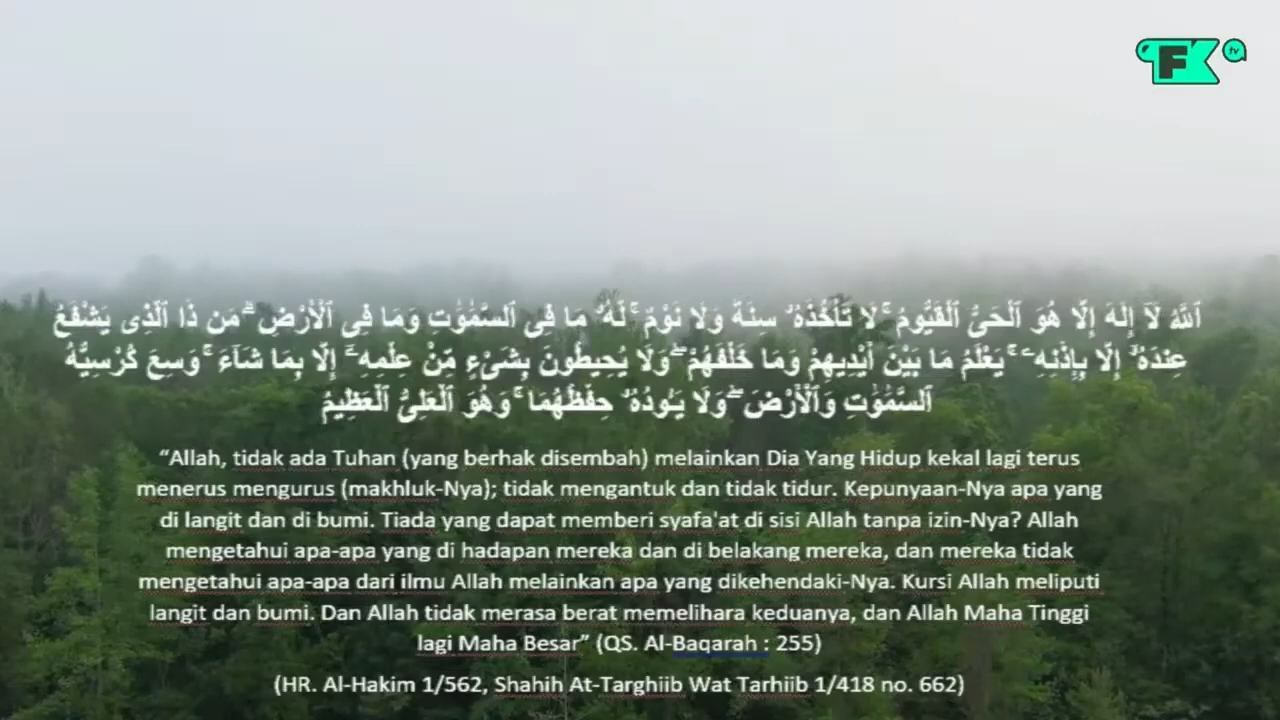 FK tv
ٱللَّهُ لَآ إِلَٰهَ إِلَّا هُوَ ٱلْحَىُّ ٱلْقَيُّومُ ۚ لَا تَأْخُذُهُۥ سِنَةٌ وَلَا نَوْمٌ ۚ لَّهُۥ مَا فِى ٱلسَّمَٰوَٰتِ وَمَا فِى ٱلْأَرْضِ ۗ مَن ذَا ٱلَّذِى يَشْفَعُ
عِندَهُۥٓ إِلَّا بِإِذْنِهِۦ ۚ يَعْلَمُ مَا بَيْنَ أَيْدِيهِمْ وَمَا خَلْفَهُمْ ۖ وَلَا يُحِيطُونَ بِشَىْءٍ مِّنْ عِلْمِهِۦٓ إِلَّا بِمَا شَآءَ ۚ وَسِعَ كُرْسِيُّهُ
ٱلسَّمَٰوَٰتِ وَٱلْأَرْضَ ۖ وَلَا يَـُٔودُهُۥ حِفْظُهُمَا ۚ وَهُوَ ٱلْعَلِىُّ ٱلْعَظِيمُ
“Allah, tidak ada Tuhan (yang berhak disembah) melainkan Dia Yang Hidup kekal lagi terus
menerus mengurus (makhluk-Nya); tidak mengantuk dan tidak tidur. Kepunyaan-Nya apa yang
di langit dan di bumi. Tiada yang dapat memberi syafa'at di sisi Allah tanpa izin-Nya? Allah
mengetahui apa-apa yang di hadapan mereka dan di belakang mereka, dan mereka tidak
mengetahui apa-apa dari ilmu Allah melainkan apa yang dikehendaki-Nya. Kursi Allah meliputi
langit dan bumi. Dan Allah tidak merasa berat memelihara keduanya, dan Allah Maha Tinggi
lagi Maha Besar” (QS. Al-Baqarah : 255)
(HR. Al-Hakim 1/562, Shahih At-Targhiib Wat Tarhiib 1/418 no. 662)